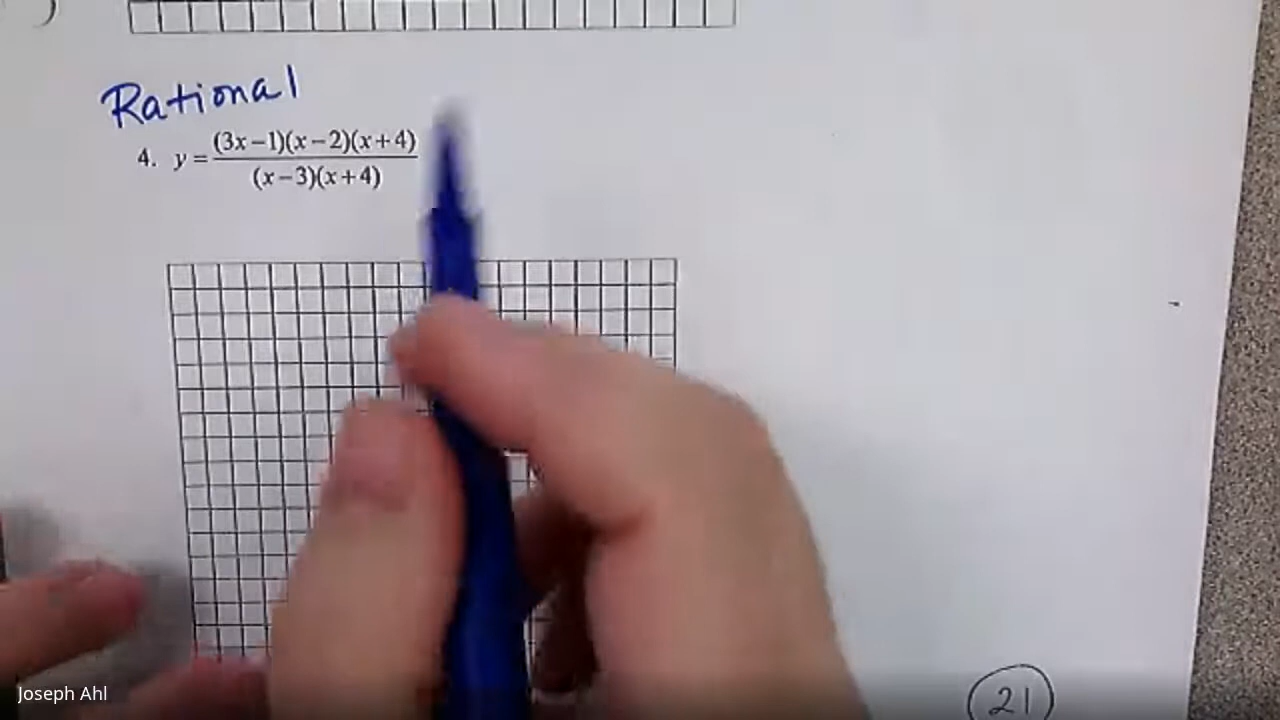 Rational
4. y = (3x−1)(x−2)(x+4)
(x−3)(x+4)
21
Joseph Ahl